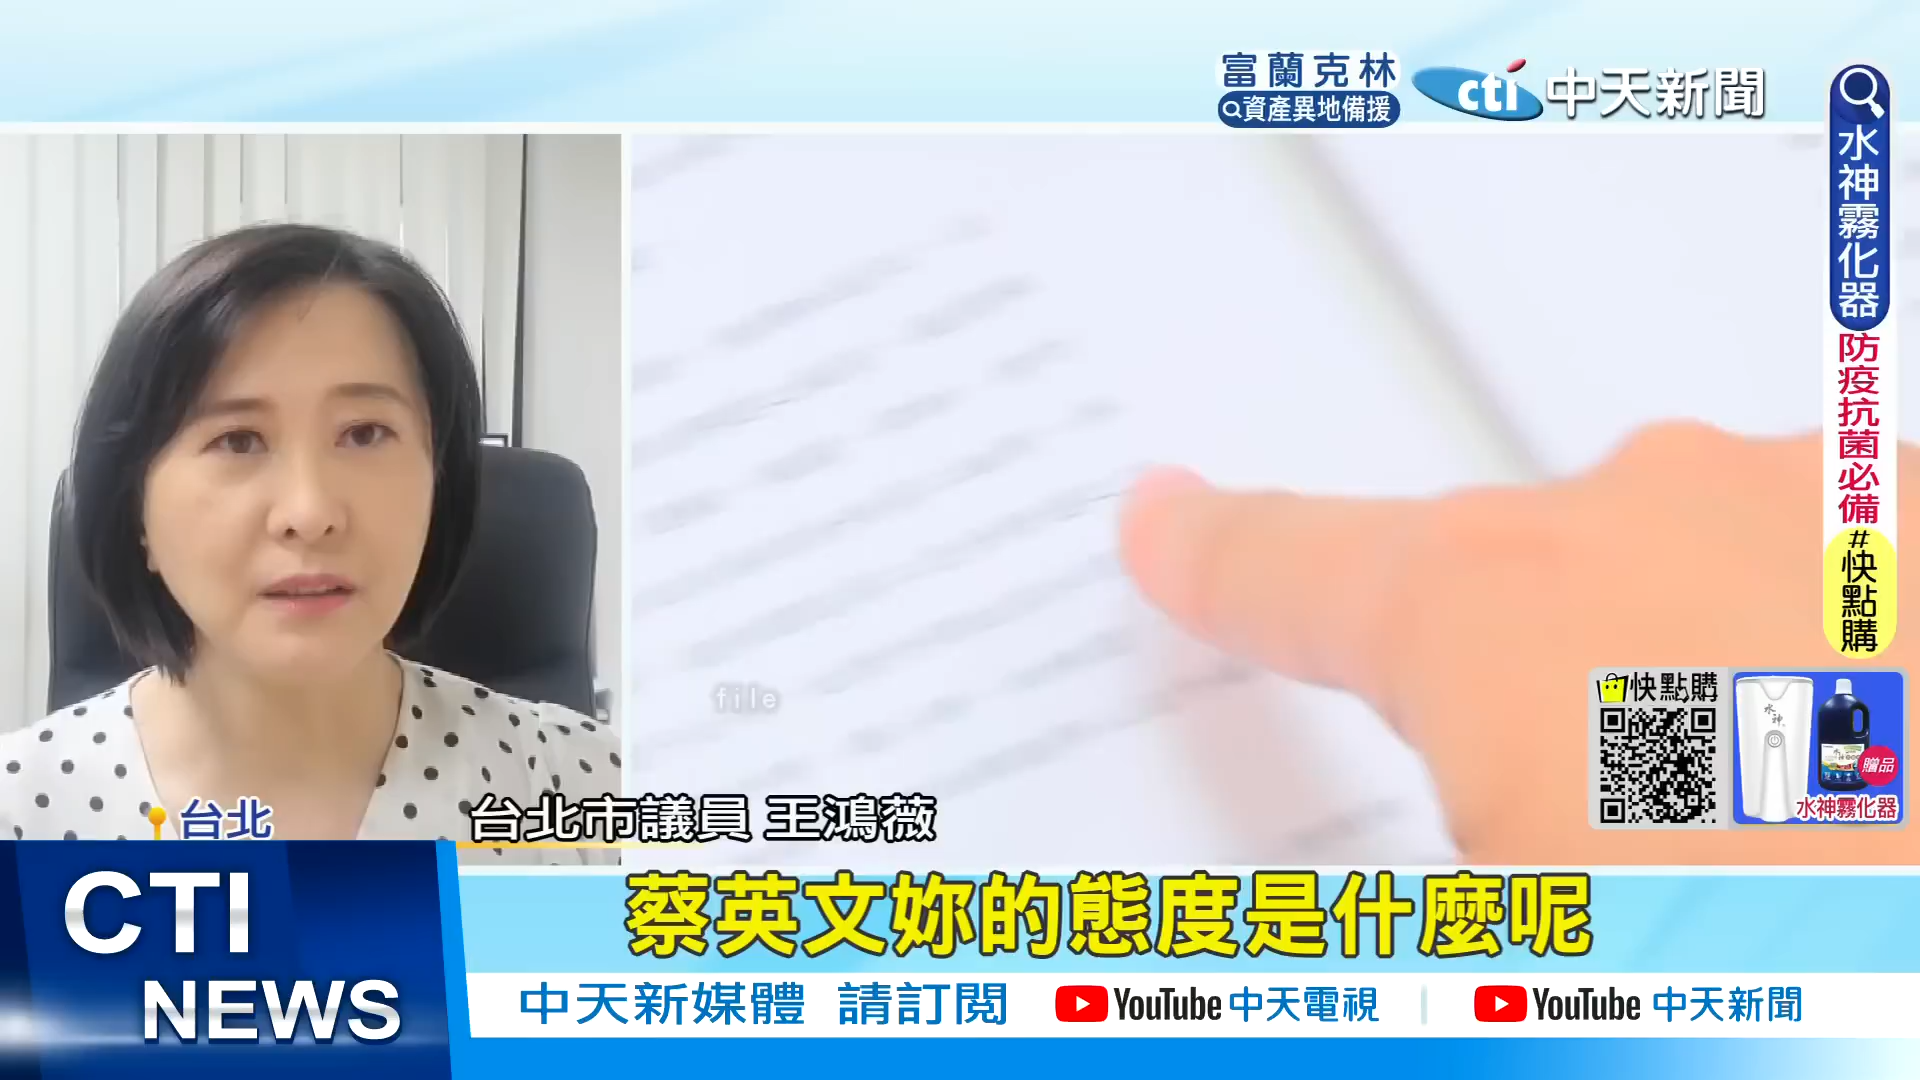 富蘭克林
資產異地備援
cti 中天新聞
水神霧化器
防疫抗菌必備
#快點購
file
快點購
水神
贈品
水神霧化器
台北
台北市議員 王鴻薇
CTI
NEWS
蔡英文妳的態度是什麼呢
中天新媒體 請訂閱 YouTube 中天電視 | YouTube 中天新聞